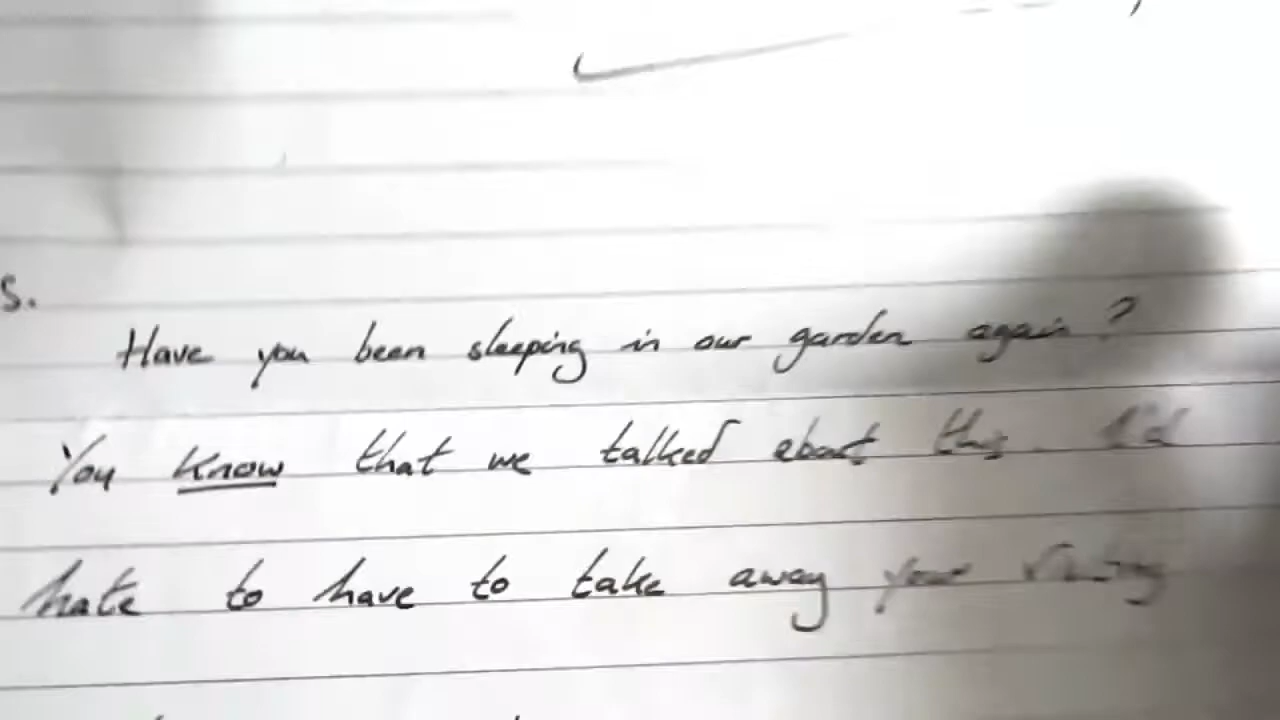 S.
Have you been sleeping in our garden again?
You know that we talked about this. I'd
hate to have to take away your